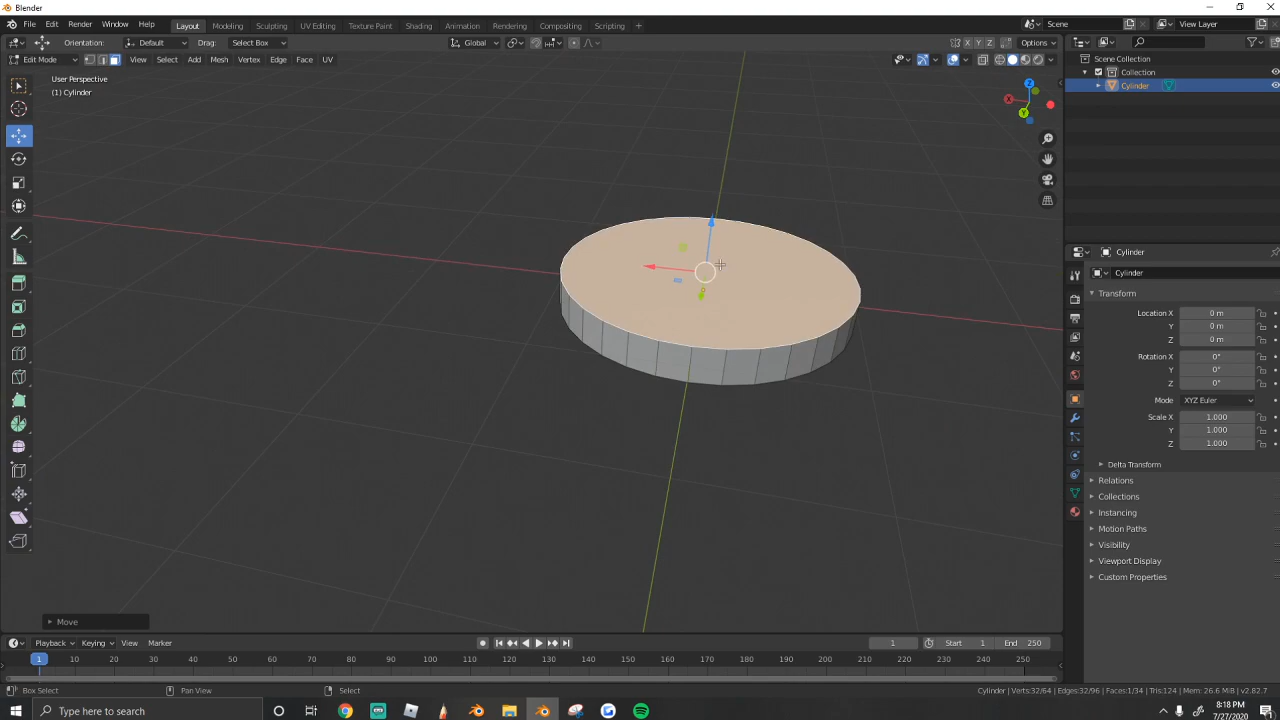 Blender
File Edit Render Window Help Layout Modeling Sculpting UV Editing Texture Paint Shading Animation Rendering Compositing Scripting + Scene View Layer
Orientation: Default Drag: Select Box Global X Y Z Options
Edit Mode View Select Add Mesh Vertex Edge Face UV
User Perspective
(1) Cylinder
Scene Collection
Collection
Cylinder
Z
X
Y
Cylinder
Cylinder
Transform
Location X 0 m
Y 0 m
Z 0 m
Rotation X 0°
Y 0°
Z 0°
Mode XYZ Euler
Scale X 1.000
Y 1.000
Z 1.000
Delta Transform
Relations
Collections
Instancing
Motion Paths
Visibility
Viewport Display
Custom Properties
Move
Playback Keying View Marker 1 Start 1 End 250
1 10 20 30 40 50 60 70 80 90 100 110 120 130 140 150 160 170 180 190 200 210 220 230 240 250
Box Select Pan View Select Cylinder | Verts:32/64 | Edges:32/96 | Faces:1/34 | Tris:124 | Mem: 26.6 MiB | v2.82.7
Type here to search
8:18 PM
7/27/2020